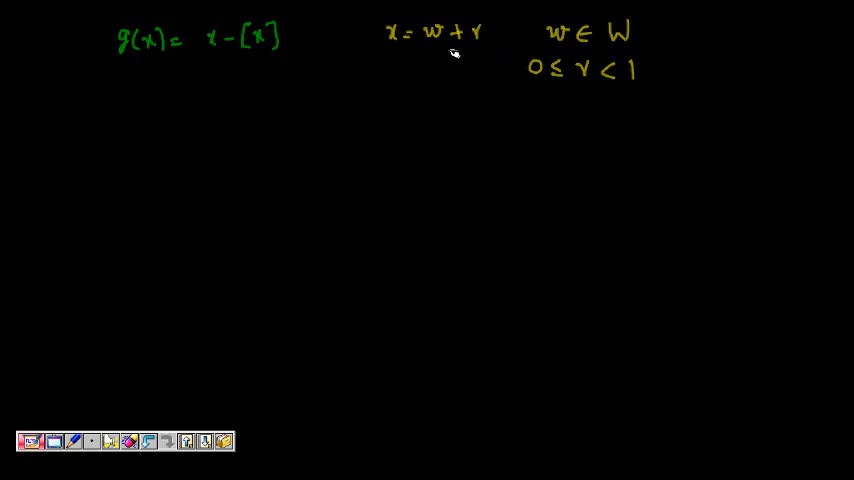 g(x) = x - [x]
x = w + r
w ∈ W
0 ≤ r < 1